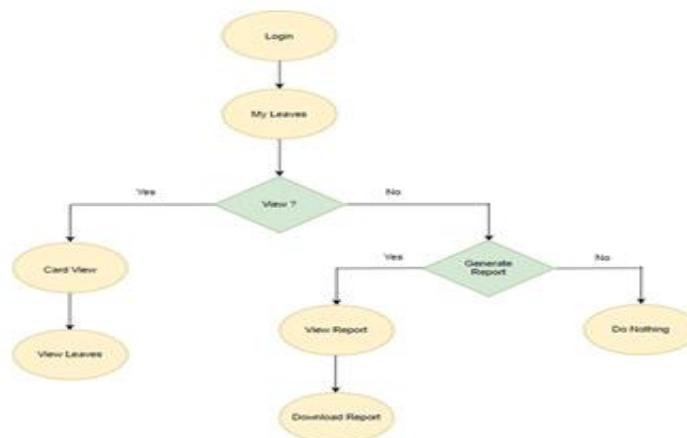 Login
My Leaves
Yes
No
View ?
Card View
Yes
Generate
Report
No
View Report
Do Nothing
View Leaves
Download Report